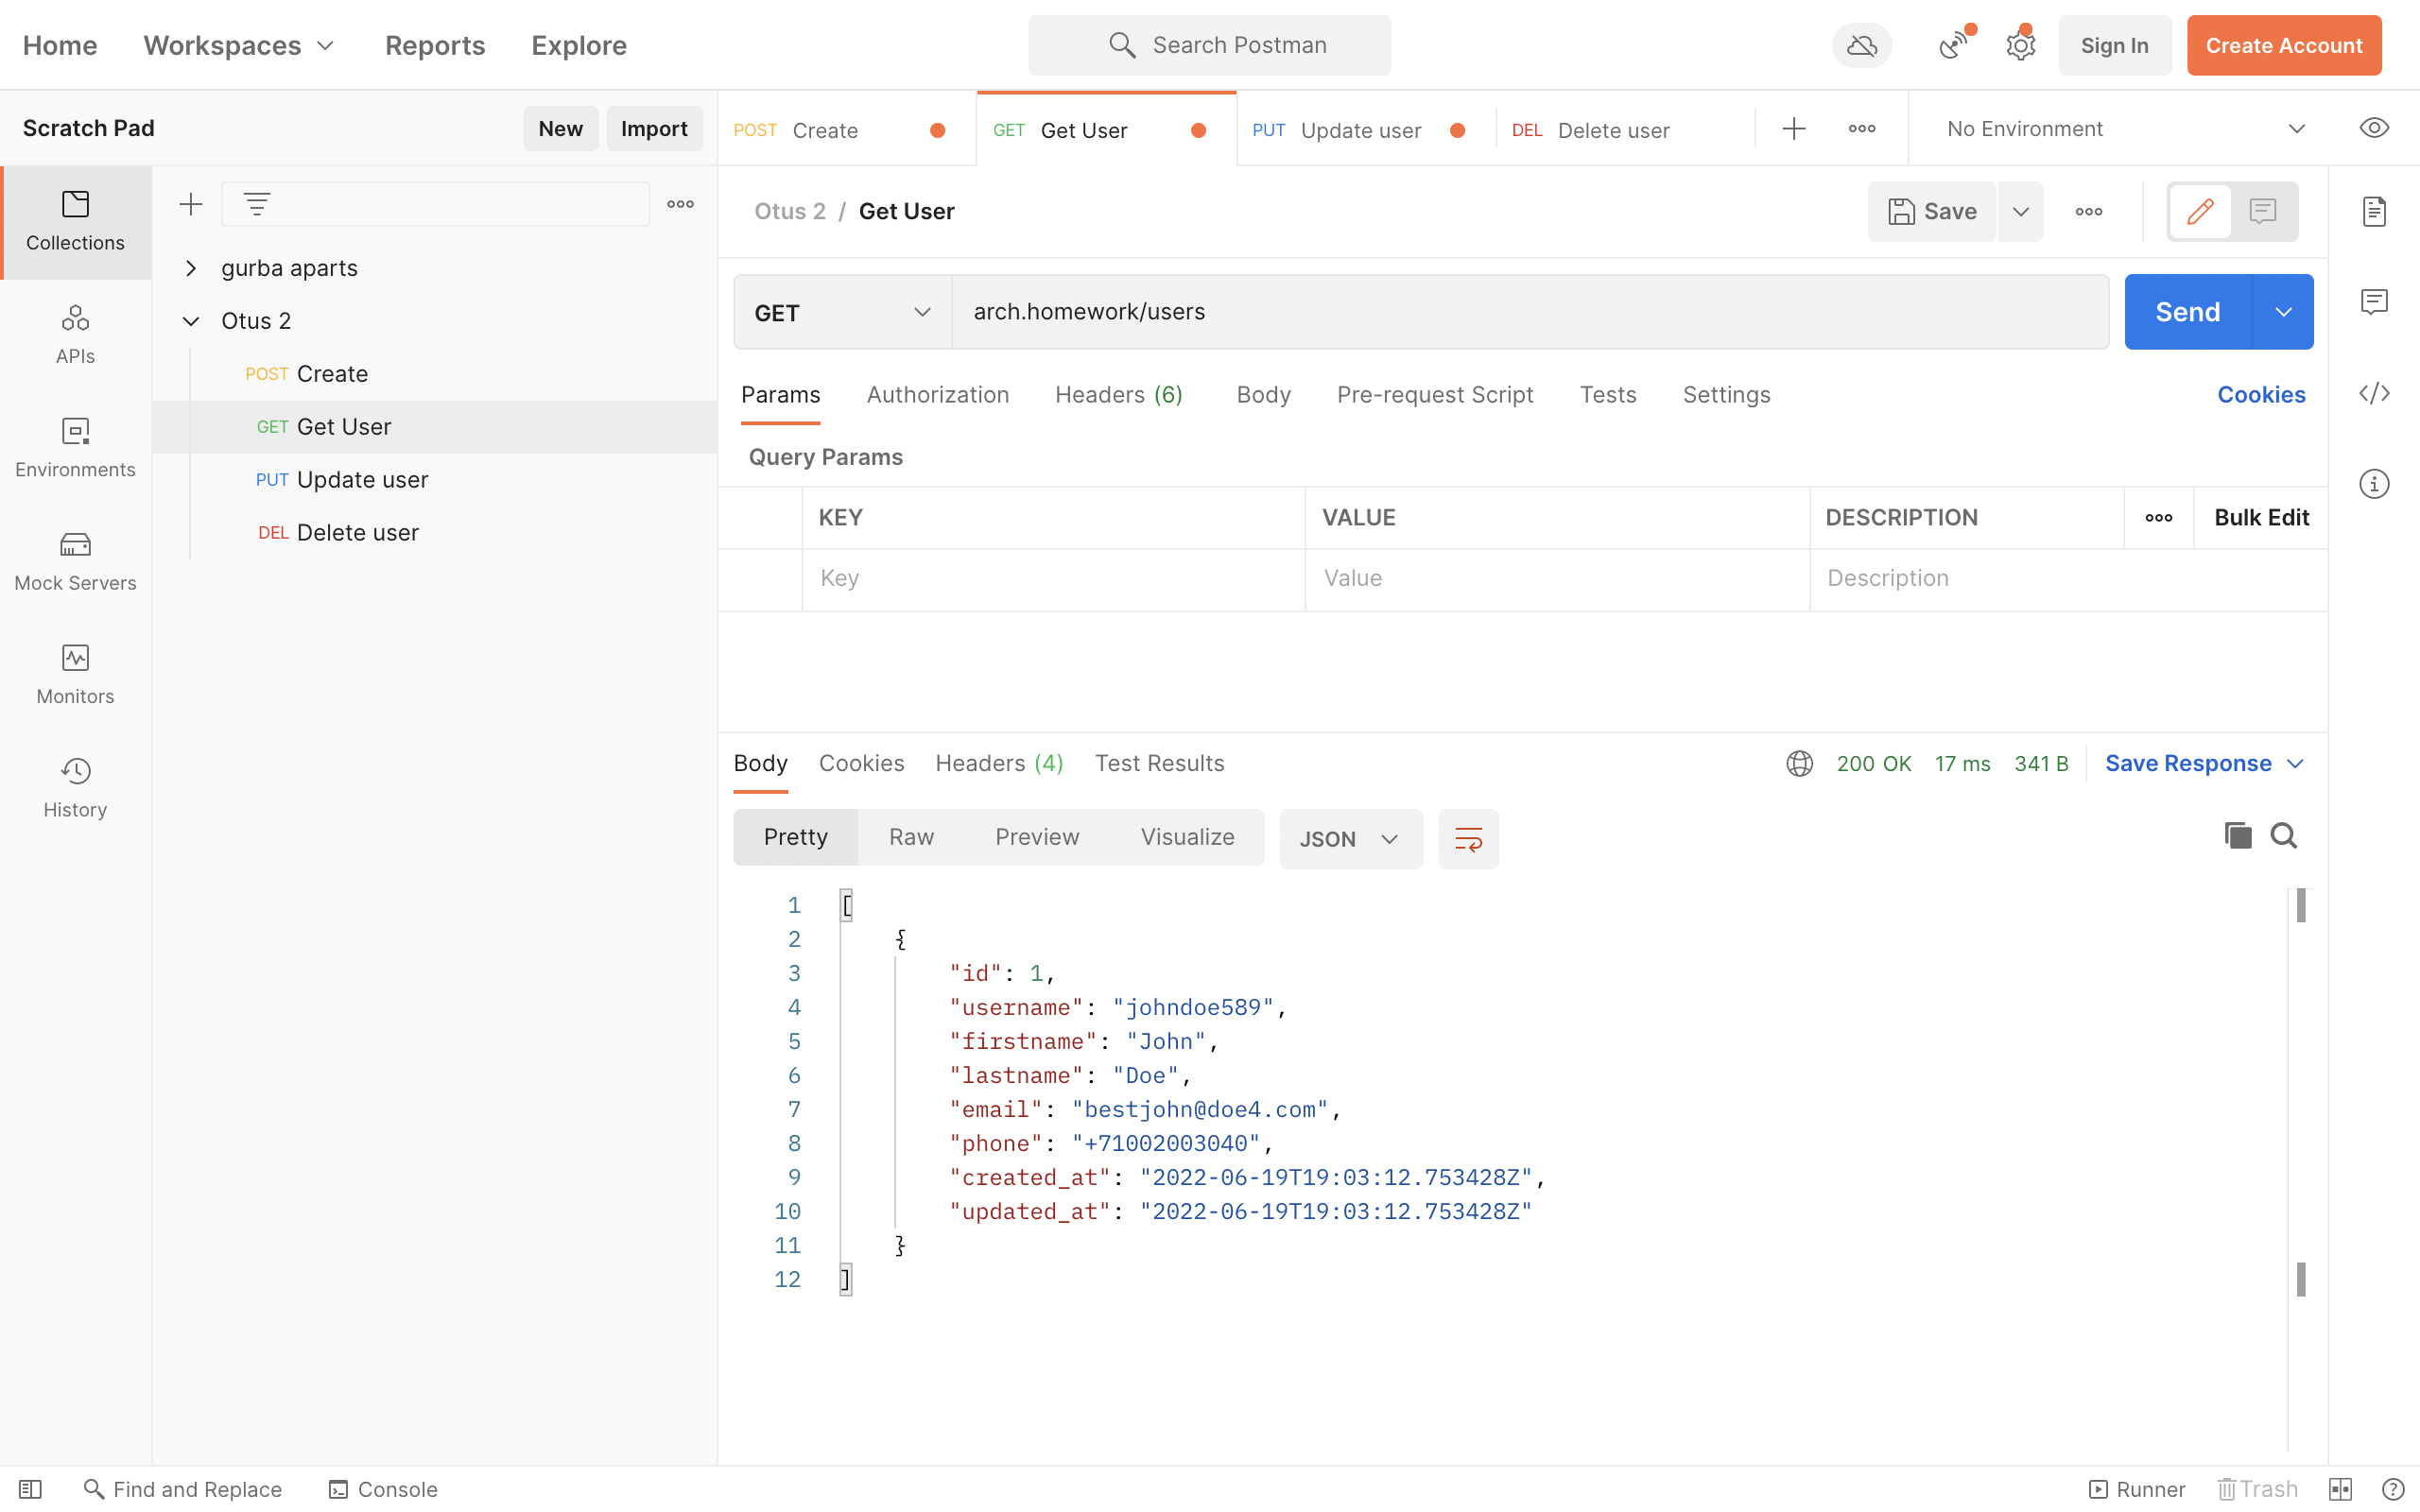 Home Workspaces Reports Explore Search Postman Sign In Create Account
Scratch Pad New Import
POST Create GET Get User PUT Update user DEL Delete user No Environment
Collections
APIs
Environments
Mock Servers
Monitors
History
gurba aparts
Otus 2
POST Create
GET Get User
PUT Update user
DEL Delete user
Otus 2 / Get User Save
GET arch.homework/users Send
Params Authorization Headers (6) Body Pre-request Script Tests Settings Cookies
Query Params
KEY VALUE DESCRIPTION Bulk Edit
Key Value Description
Body Cookies Headers (4) Test Results 200 OK 17 ms 341 B Save Response
Pretty Raw Preview Visualize JSON
1 [
2 {
3 "id": 1,
4 "username": "johndoe589",
5 "firstname": "John",
6 "lastname": "Doe",
7 "email": "bestjohn@doe4.com",
8 "phone": "+71002003040",
9 "created_at": "2022-06-19T19:03:12.753428Z",
10 "updated_at": "2022-06-19T19:03:12.753428Z"
11 }
12 ]
Find and Replace Console Runner Trash